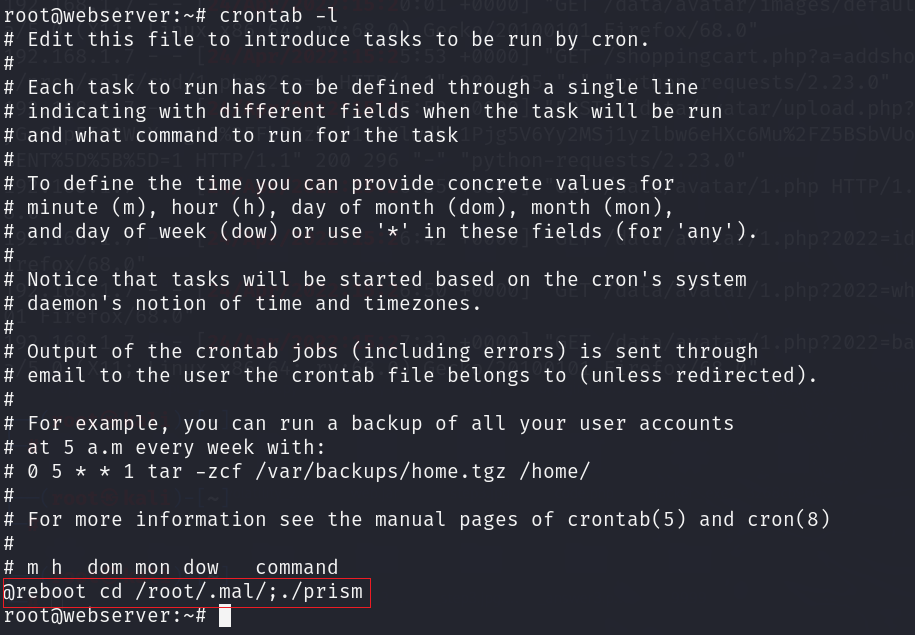 root@webserver:~# crontab -l
# Edit this file to introduce tasks to be run by cron.
#
# Each task to run has to be defined through a single line
# indicating with different fields when the task will be run
# and what command to run for the task
#
# To define the time you can provide concrete values for
# minute (m), hour (h), day of month (dom), month (mon),
# and day of week (dow) or use '*' in these fields (for 'any').
#
# Notice that tasks will be started based on the cron's system
# daemon's notion of time and timezones.
#
# Output of the crontab jobs (including errors) is sent through
# email to the user the crontab file belongs to (unless redirected).
#
# For example, you can run a backup of all your user accounts
# at 5 a.m every week with:
# 0 5 * * 1 tar -zcf /var/backups/home.tgz /home/
#
# For more information see the manual pages of crontab(5) and cron(8)
#
# m h  dom mon dow   command
@reboot cd /root/.mal/;./prism
root@webserver:~#